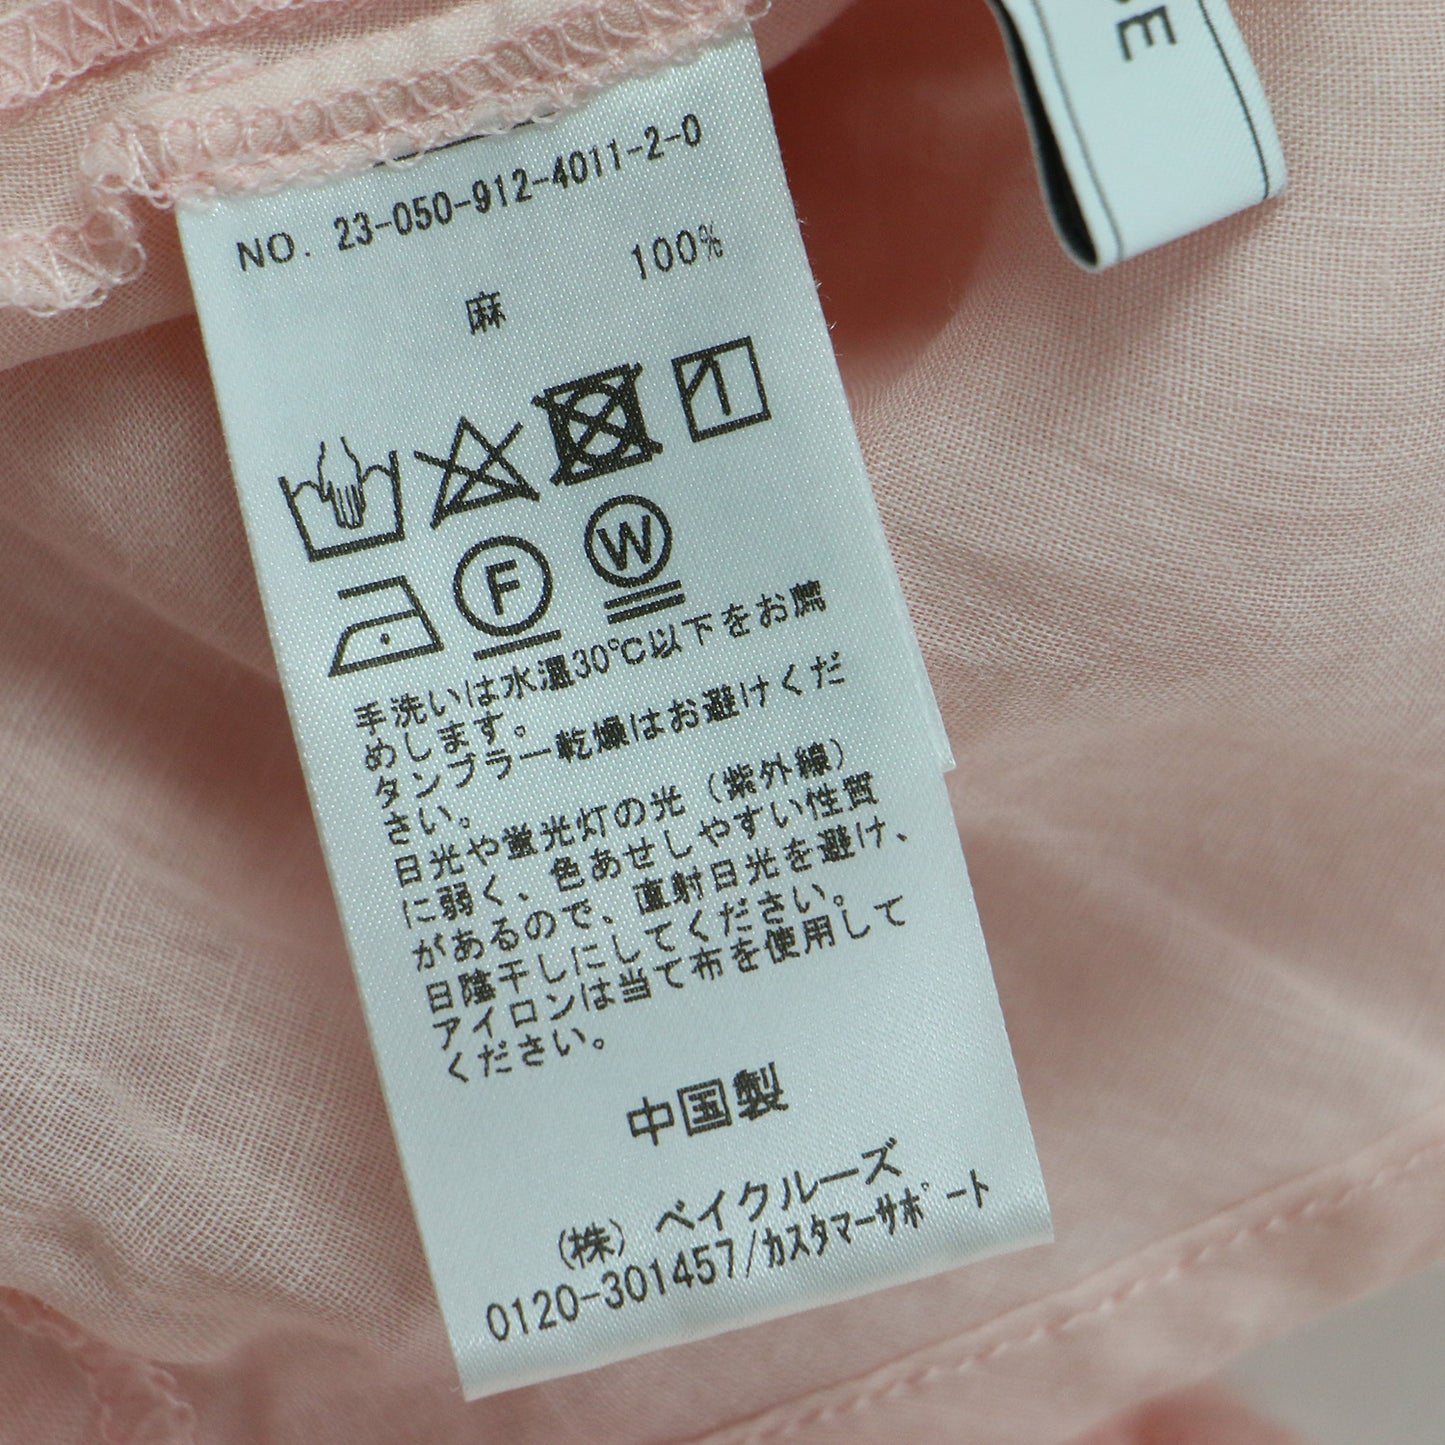 DE
NO. 23-050-912-4011-2-0
麻 100%
F W
手洗いは水温30℃以下をお薦
めします。
タンブラー乾燥はお避けくだ
さい。
日光や蛍光灯の光（紫外線）
に弱く、色あせしやすい性質
があるので、直射日光を避け、
日陰干しにしてください。
アイロンは当て布を使用して
ください。
中国製
（株）ベイクルーズ
0120-301457/ｶｽﾀﾏｰｻﾎﾟｰﾄ